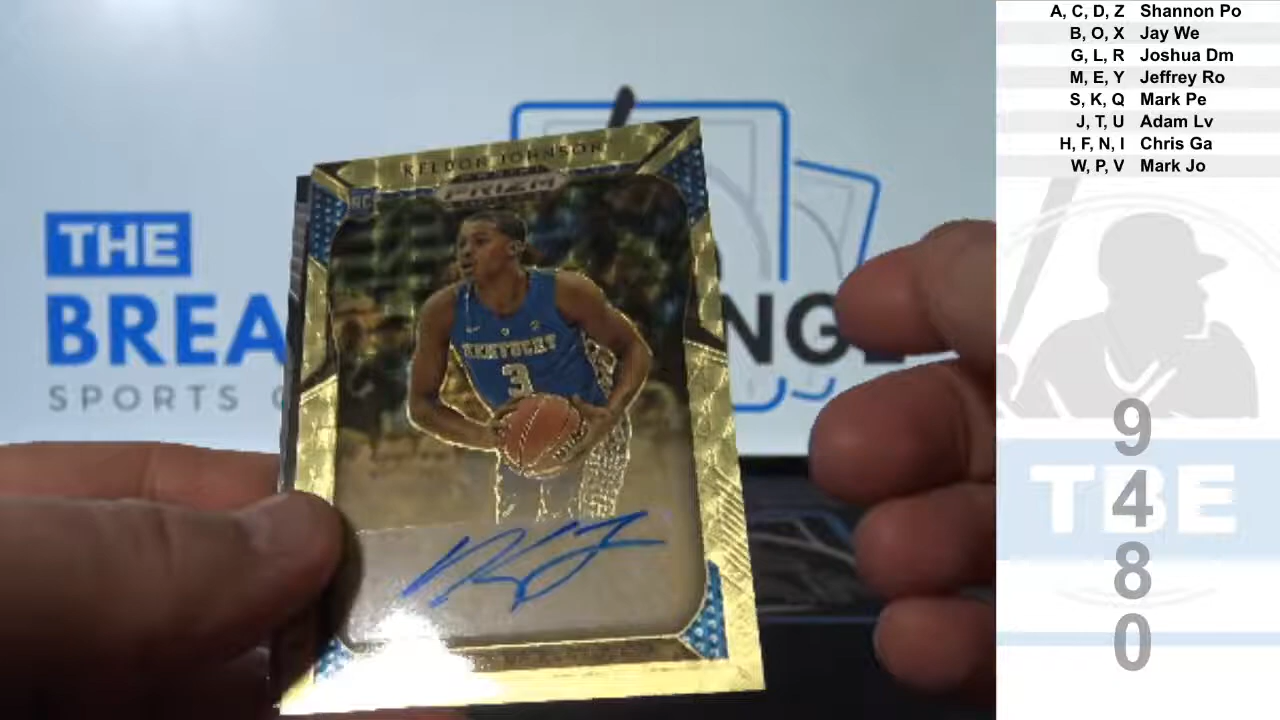 A, C, D, Z Shannon Po
B, O, X Jay We
G, L, R Joshua Dm
M, E, Y Jeffrey Ro
S, K, Q Mark Pe
J, T, U Adam Lv
H, F, N, I Chris Ga
W, P, V Mark Jo
THE
BREA NG
SPORTS
KELDON JOHNSON
PRIZM
RC
KENTUCKY
3
TBE
9
4
8
0